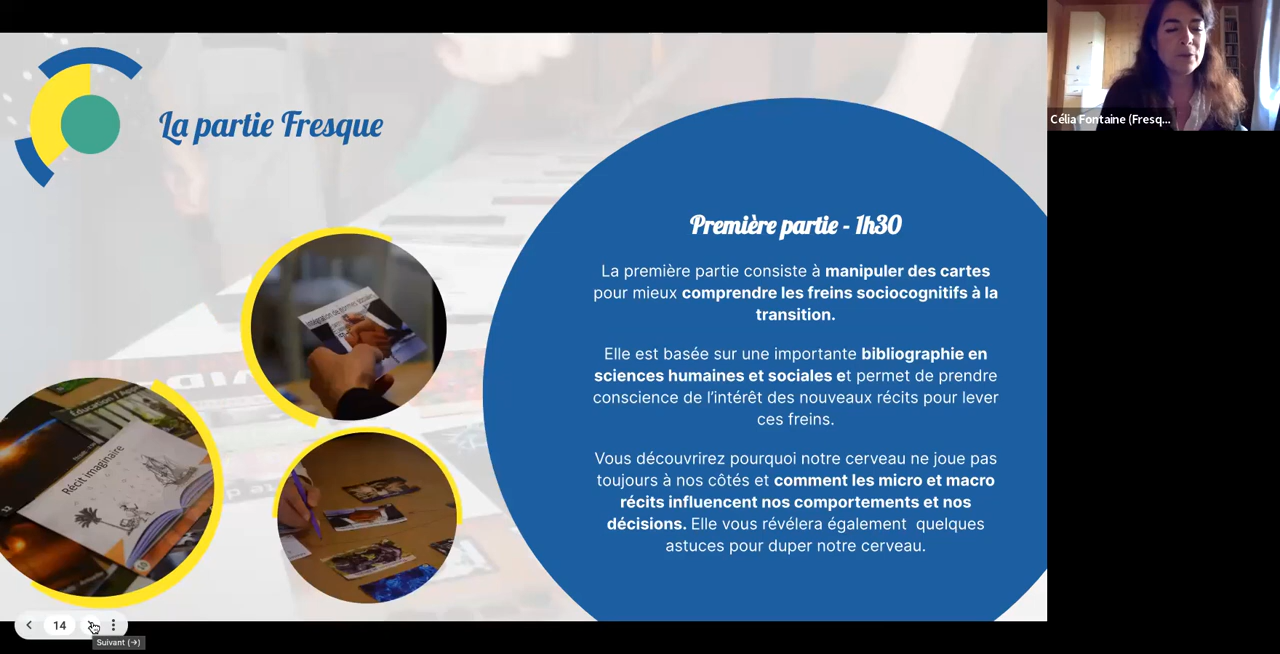 La partie Fresque
Première partie - 1h30
La première partie consiste à manipuler des cartes
pour mieux comprendre les freins sociocognitifs à la
transition.
Elle est basée sur une importante bibliographie en
sciences humaines et sociales et permet de prendre
conscience de l'intérêt des nouveaux récits pour lever
ces freins.
Vous découvrirez pourquoi notre cerveau ne joue pas
toujours à nos côtés et comment les micro et macro
récits influencent nos comportements et nos
décisions. Elle vous révélera également quelques
astuces pour duper notre cerveau.
Célia Fontaine (Fresq...
Éducation / App
Récit imaginaire
12
14
Suivant (→)